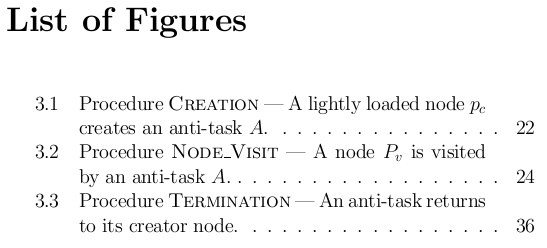 List of Figures
3.1 Procedure CREATION — A lightly loaded node p_c
creates an anti-task A. . . . . . . . . . . . . . . . . 22
3.2 Procedure NODE_VISIT — A node P_v is visited
by an anti-task A. . . . . . . . . . . . . . . . . . . 24
3.3 Procedure TERMINATION — An anti-task returns
to its creator node. . . . . . . . . . . . . . . . . . 36